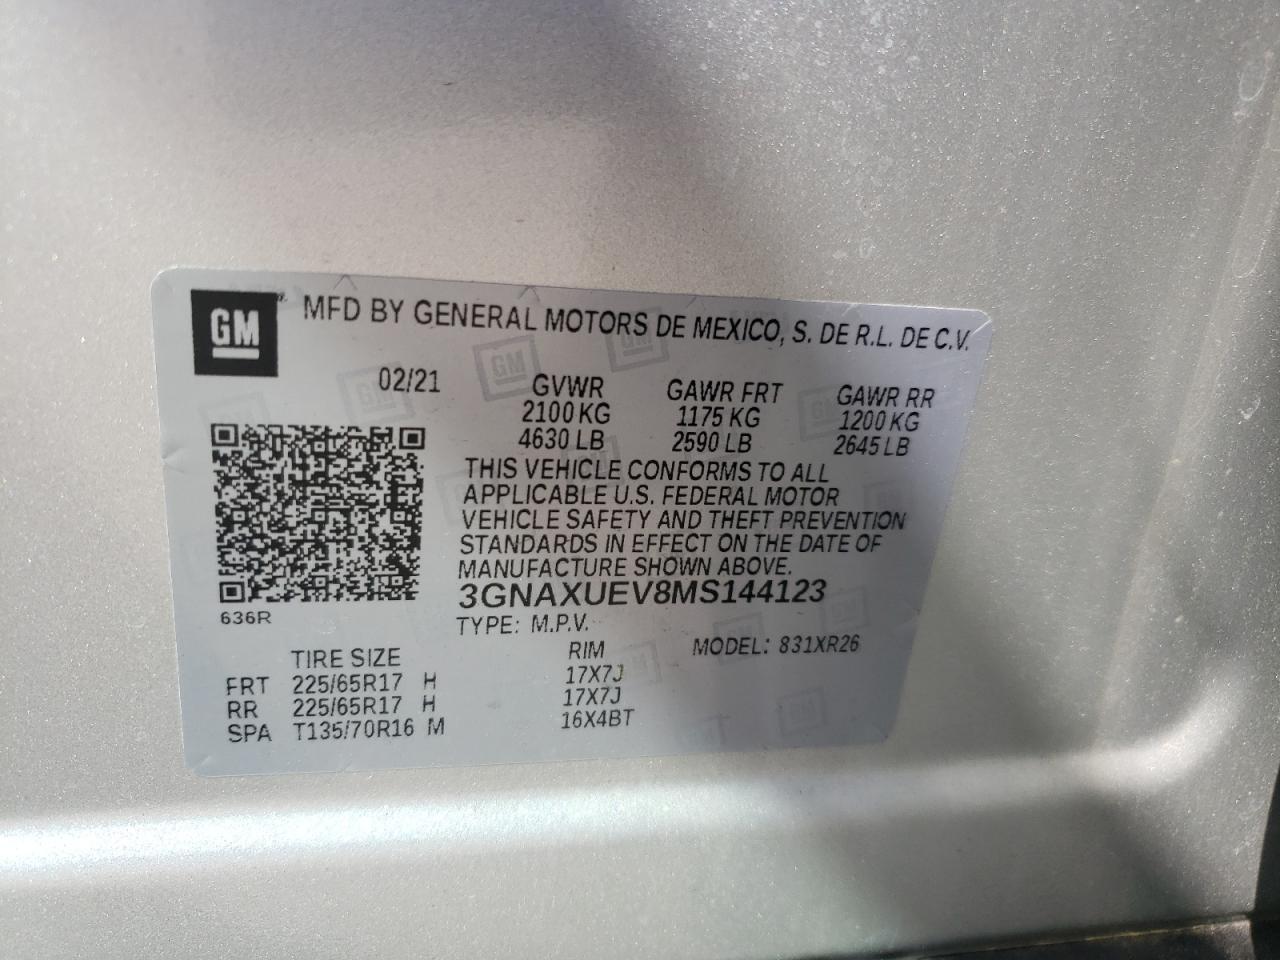 GM
MFD BY GENERAL MOTORS DE MEXICO, S. DE R.L. DE C.V.
02/21
GVWR GAWR FRT GAWR RR
2100 KG 1175 KG 1200 KG
4630 LB 2590 LB 2645 LB
THIS VEHICLE CONFORMS TO ALL
APPLICABLE U.S. FEDERAL MOTOR
VEHICLE SAFETY AND THEFT PREVENTION
STANDARDS IN EFFECT ON THE DATE OF
MANUFACTURE SHOWN ABOVE.
3GNAXUEV8MS144123
636R
TYPE: M.P.V.
MODEL: 831XR26
TIRE SIZE RIM
FRT 225/65R17 H 17X7J
RR 225/65R17 H 17X7J
SPA T135/70R16 M 16X4BT